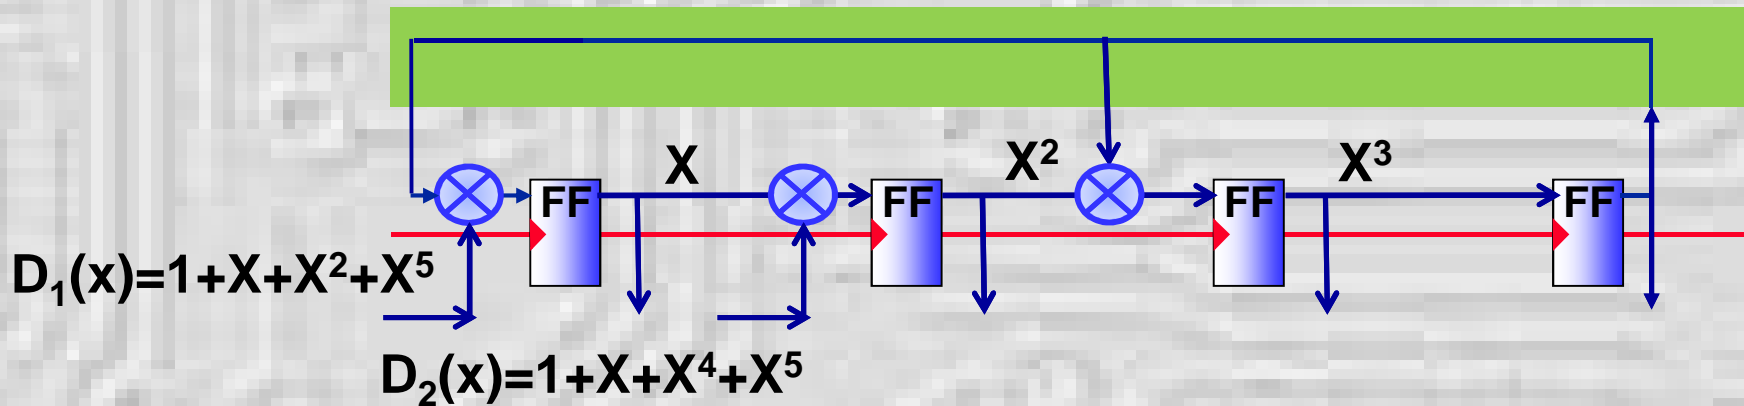 X X² X³
FF FF FF FF
D₁(x)=1+X+X²+X⁵
D₂(x)=1+X+X⁴+X⁵